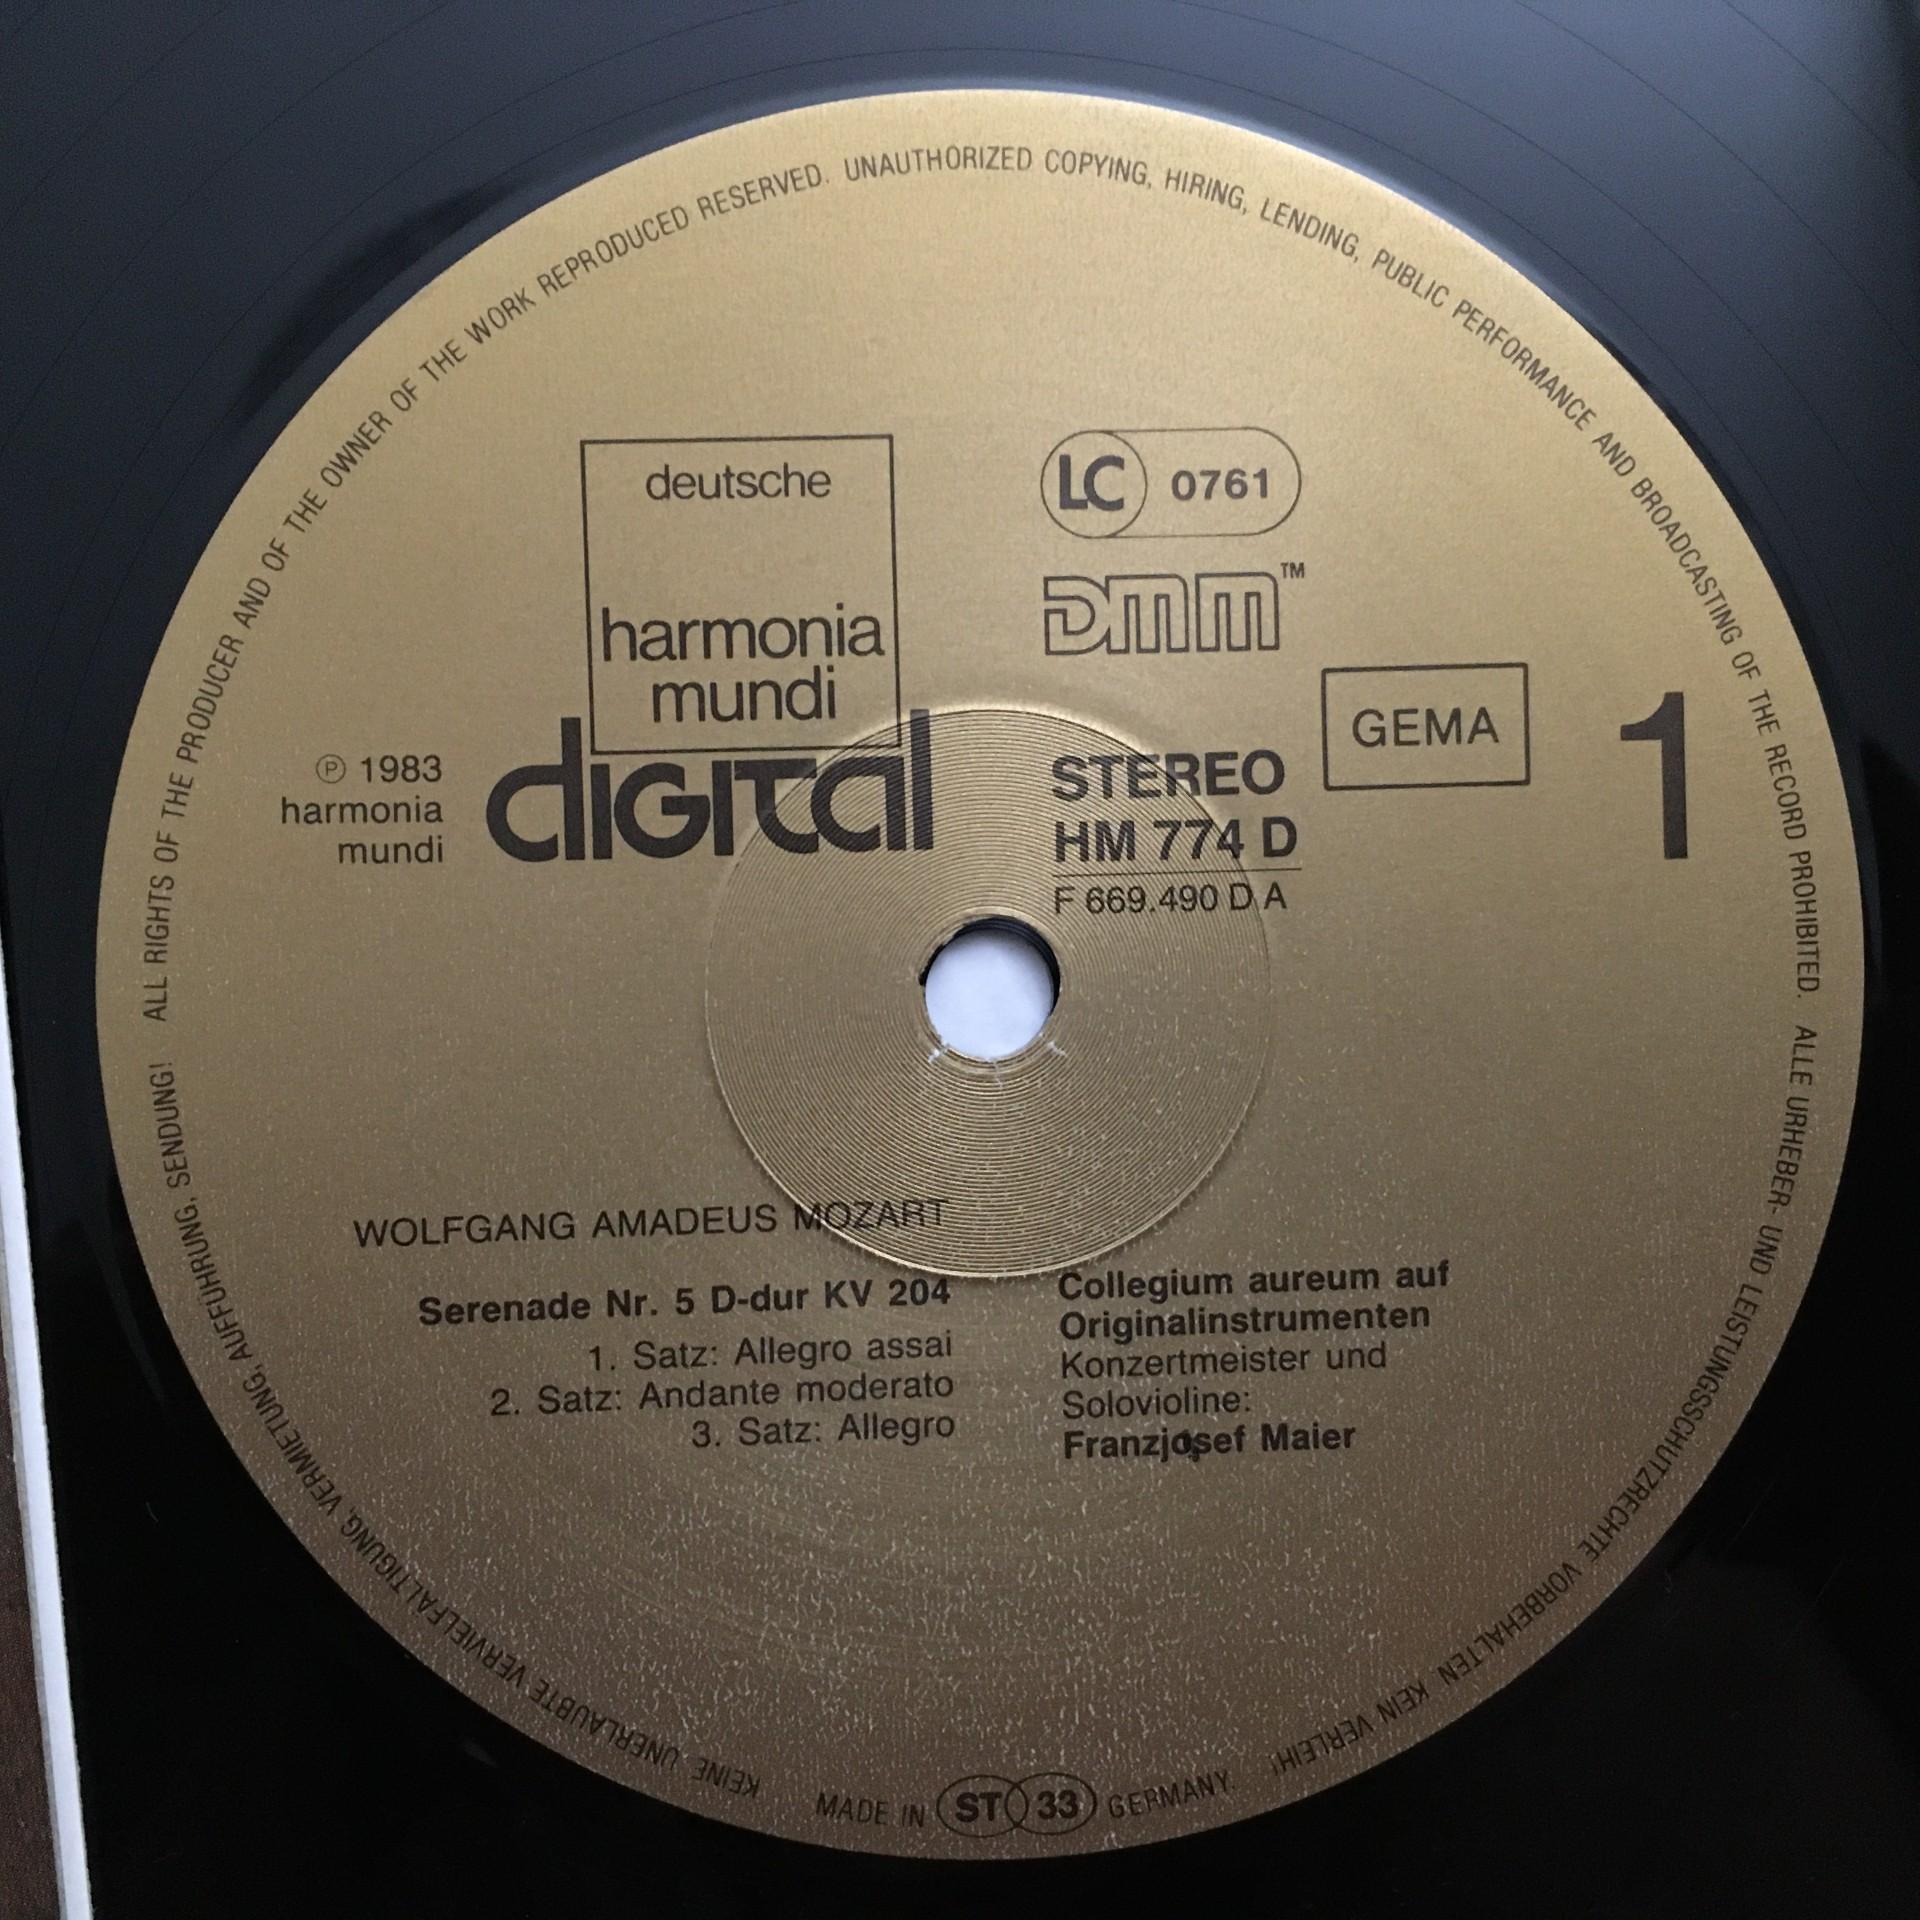 ALL RIGHTS OF THE PRODUCER AND OF THE OWNER OF THE WORK REPRODUCED RESERVED. UNAUTHORIZED COPYING, HIRING, LENDING, PUBLIC PERFORMANCE AND BROADCASTING OF THE RECORD PROHIBITED.
ALLE URHEBER- UND LEISTUNGSSCHUTZRECHTE VORBEHALTEN KEIN VERLEIH!
KEINE UNERLAUBTE VERVIELFALTIGUNG, VERMIETUNG, AUFFUHRUNG, SENDUNG!
deutsche
harmonia
mundi
digital
LC 0761
DMM™
GEMA
1
℗ 1983
harmonia
mundi
STEREO
HM 774 D
F 669.490 D A
WOLFGANG AMADEUS MOZART
Serenade Nr. 5 D-dur KV 204
1. Satz: Allegro assai
2. Satz: Andante moderato
3. Satz: Allegro
Collegium aureum auf
Originalinstrumenten
Konzertmeister und
Solovioline:
Franzjosef Maier
MADE IN ST 33 GERMANY.